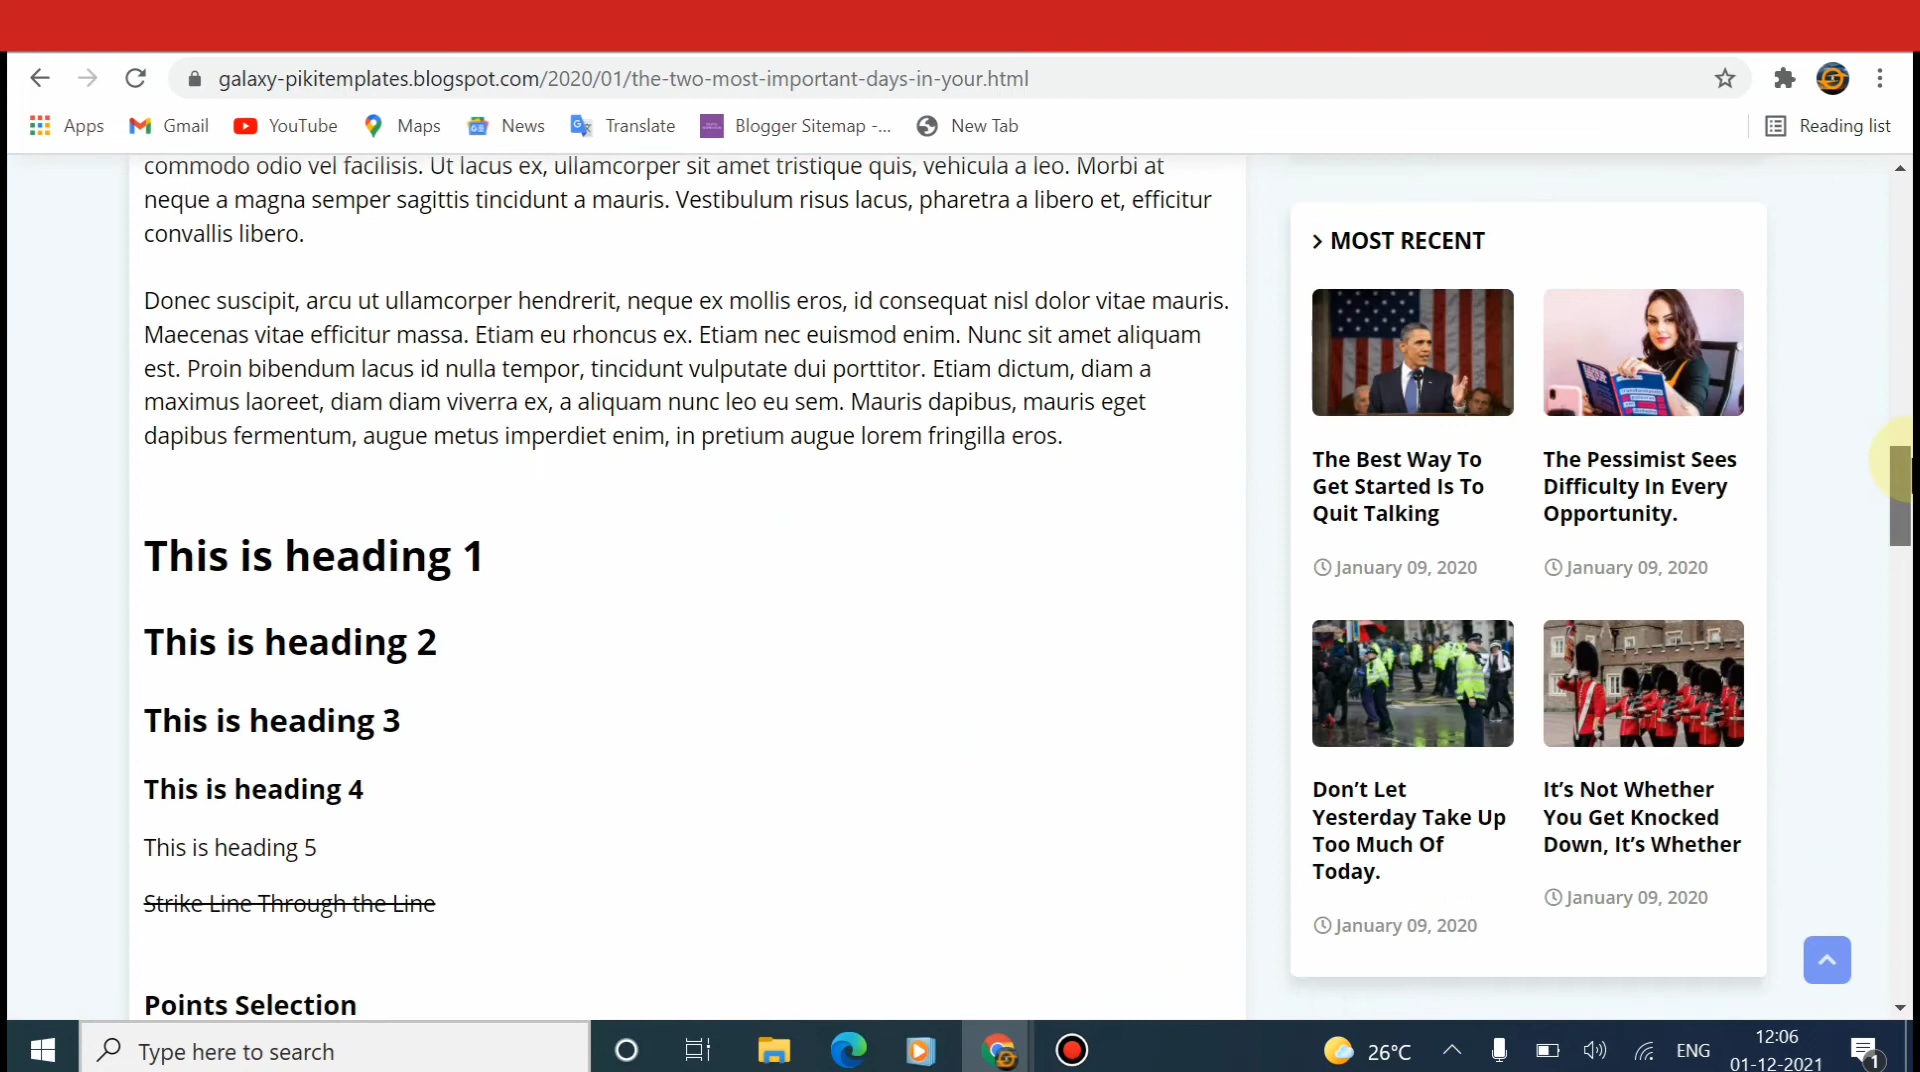 galaxy-pikitemplates.blogspot.com/2020/01/the-two-most-important-days-in-your.html
Apps Gmail YouTube Maps News Translate Blogger Sitemap -... New Tab Reading list
commodo odio vel facilisis. Ut lacus ex, ullamcorper sit amet tristique quis, vehicula a leo. Morbi at
neque a magna semper sagittis tincidunt a mauris. Vestibulum risus lacus, pharetra a libero et, efficitur
convallis libero.
Donec suscipit, arcu ut ullamcorper hendrerit, neque ex mollis eros, id consequat nisl dolor vitae mauris.
Maecenas vitae efficitur massa. Etiam eu rhoncus ex. Etiam nec euismod enim. Nunc sit amet aliquam
est. Proin bibendum lacus id nulla tempor, tincidunt vulputate dui porttitor. Etiam dictum, diam a
maximus laoreet, diam diam viverra ex, a aliquam nunc leo eu sem. Mauris dapibus, mauris eget
dapibus fermentum, augue metus imperdiet enim, in pretium augue lorem fringilla eros.
This is heading 1
This is heading 2
This is heading 3
This is heading 4
This is heading 5
Strike Line Through the Line
Points Selection
MOST RECENT
The Best Way To
Get Started Is To
Quit Talking
January 09, 2020
The Pessimist Sees
Difficulty In Every
Opportunity.
January 09, 2020
Don’t Let
Yesterday Take Up
Too Much Of
Today.
January 09, 2020
It’s Not Whether
You Get Knocked
Down, It’s Whether
January 09, 2020
Type here to search
26°C
ENG
12:06
01-12-2021
1